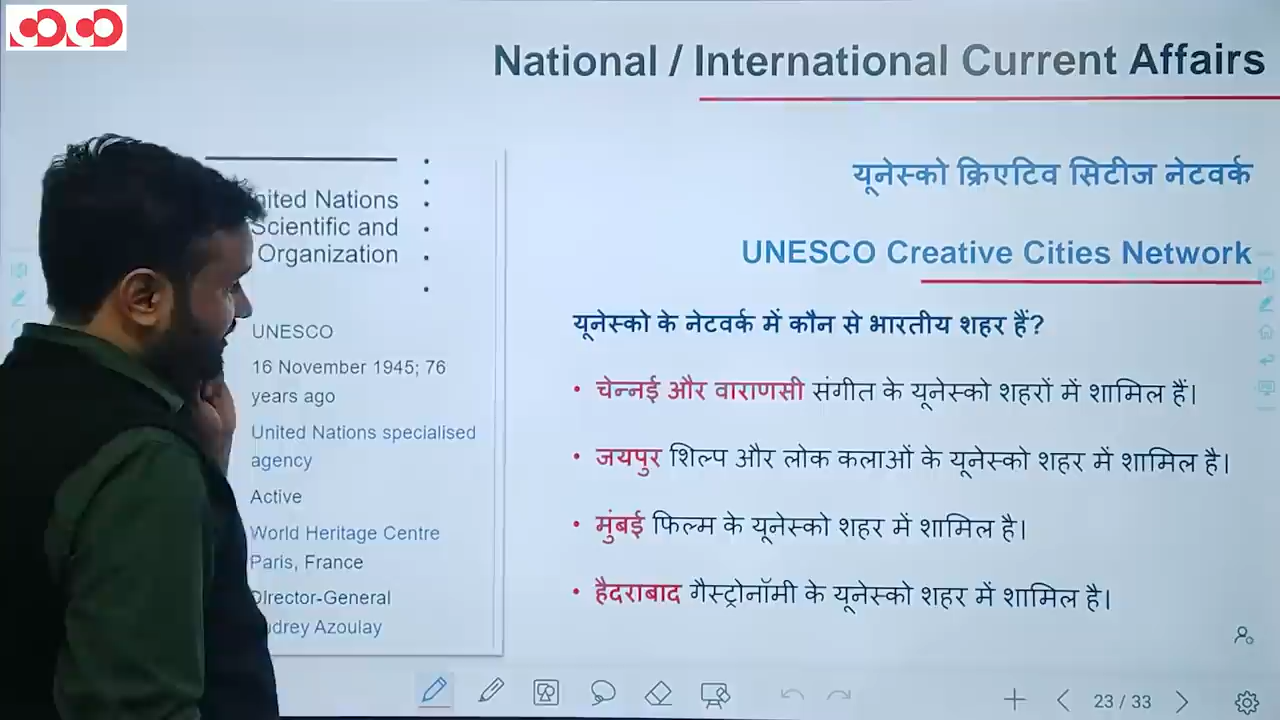 National / International Current Affairs
यूनेस्को क्रिएटिव सिटीज नेटवर्क
UNESCO Creative Cities Network
यूनेस्को के नेटवर्क में कौन से भारतीय शहर हैं?
• चेन्नई और वाराणसी संगीत के यूनेस्को शहरों में शामिल हैं।
• जयपुर शिल्प और लोक कलाओं के यूनेस्को शहर में शामिल है।
• मुंबई फिल्म के यूनेस्को शहर में शामिल है।
• हैदराबाद गैस्ट्रोनॉमी के यूनेस्को शहर में शामिल है।
Nations
Scientific and
Organization
UNESCO
16 November 1945; 76
years ago
United Nations specialised
agency
Active
World Heritage Centre
Paris, France
Director-General
Azoulay
23 / 33